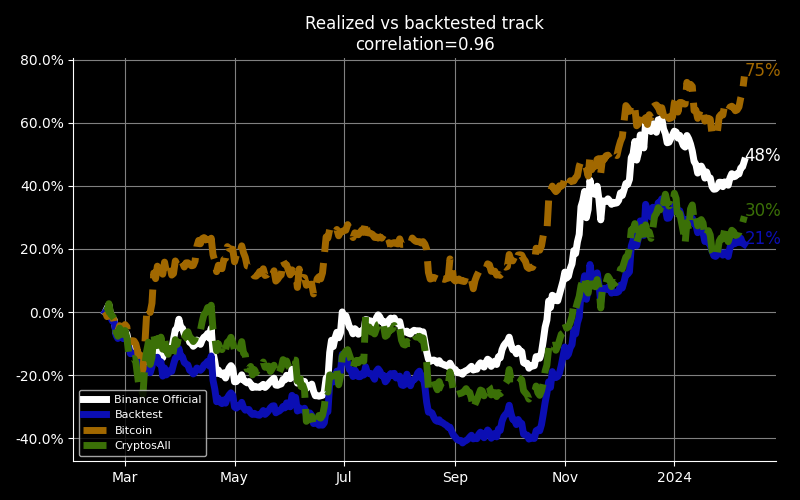 Realized vs backtested track
correlation=0.96
80.0%
60.0%
40.0%
20.0%
0.0%
-20.0%
-40.0%
75%
48%
30%
21%
Binance Official
Backtest
Bitcoin
CryptosAll
Mar
May
Jul
Sep
Nov
2024